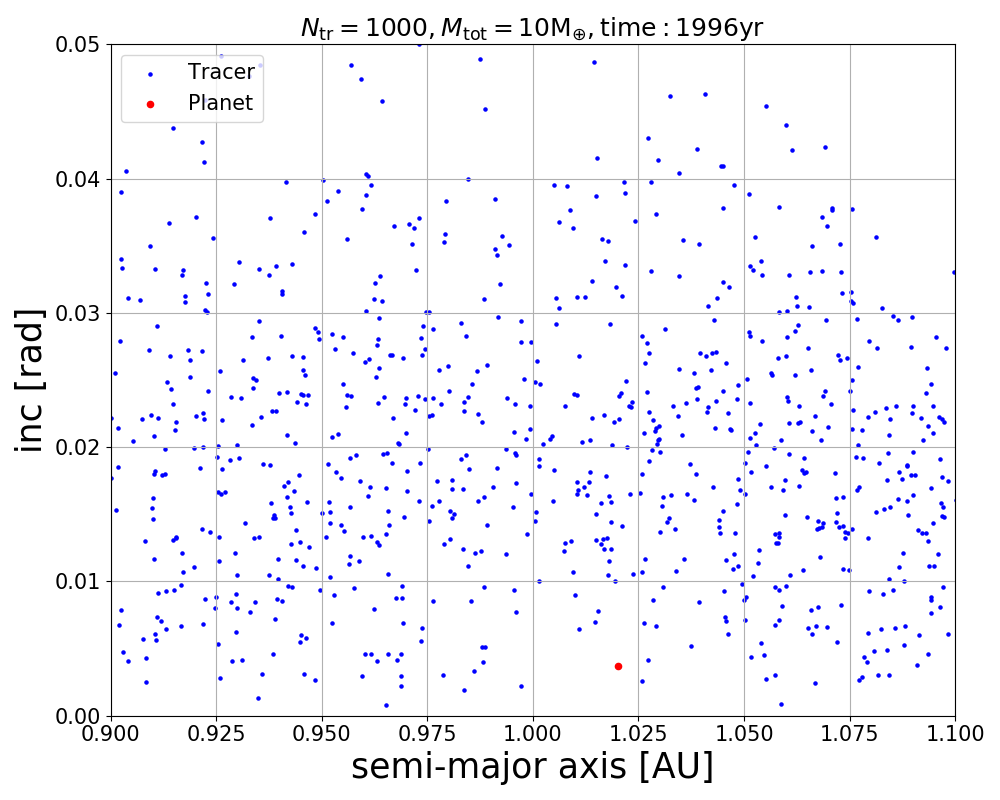 N_tr = 1000, M_tot = 10M_⊕, time : 1996yr
Tracer
Planet
inc [rad]
0.05
0.04
0.03
0.02
0.01
0.00
0.900 0.925 0.950 0.975 1.000 1.025 1.050 1.075 1.100
semi-major axis [AU]